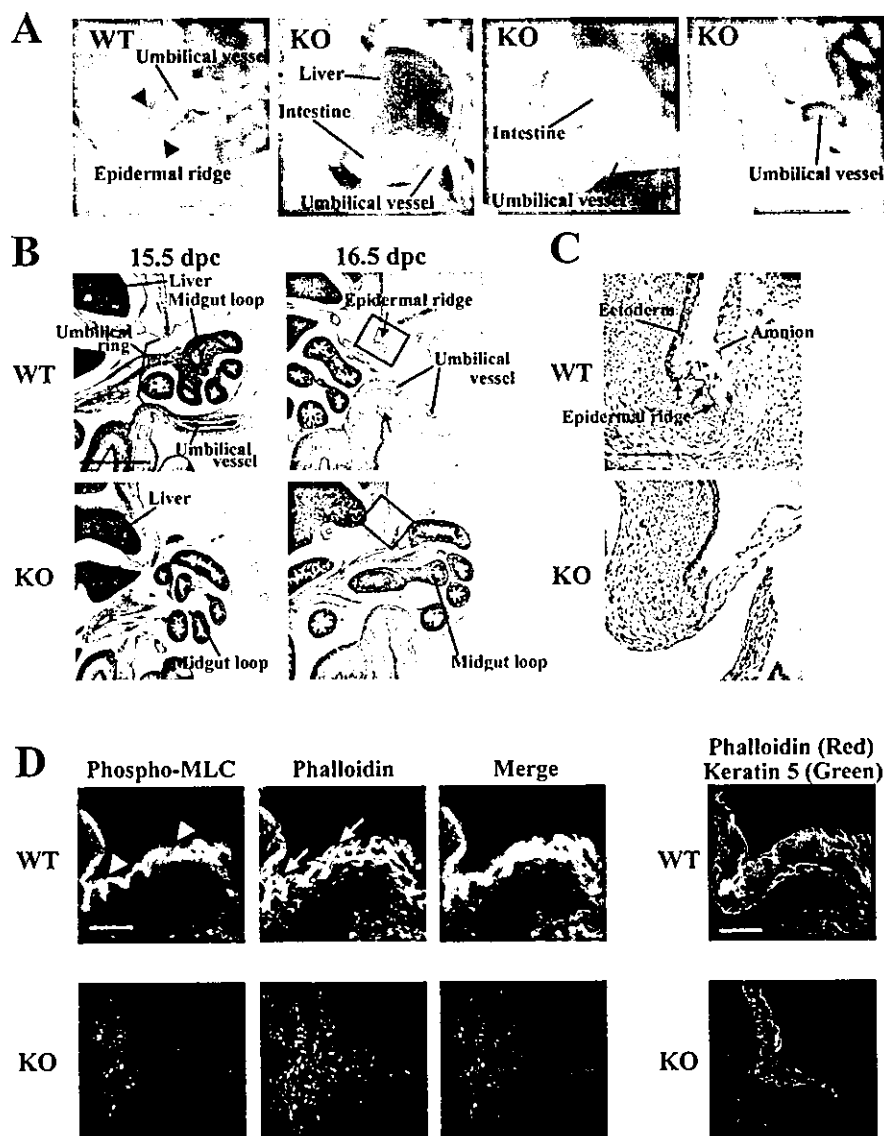 A
WT
Umbilical vessel
Epidermal ridge
KO
Liver
Intestine
Umbilical vessel
KO
Intestine
Umbilical vessel
KO
Umbilical vessel
B
15.5 dpc
16.5 dpc
WT
Liver
Midgut loop
Umbilical
ring
Umbilical
vessel
Epidermal ridge
Umbilical
vessel
KO
Liver
Midgut loop
Midgut loop
C
WT
Ectoderm
Amnion
Epidermal ridge
KO
D
Phospho-MLC
Phalloidin
Merge
Phalloidin (Red)
Keratin 5 (Green)
WT
WT
KO
KO